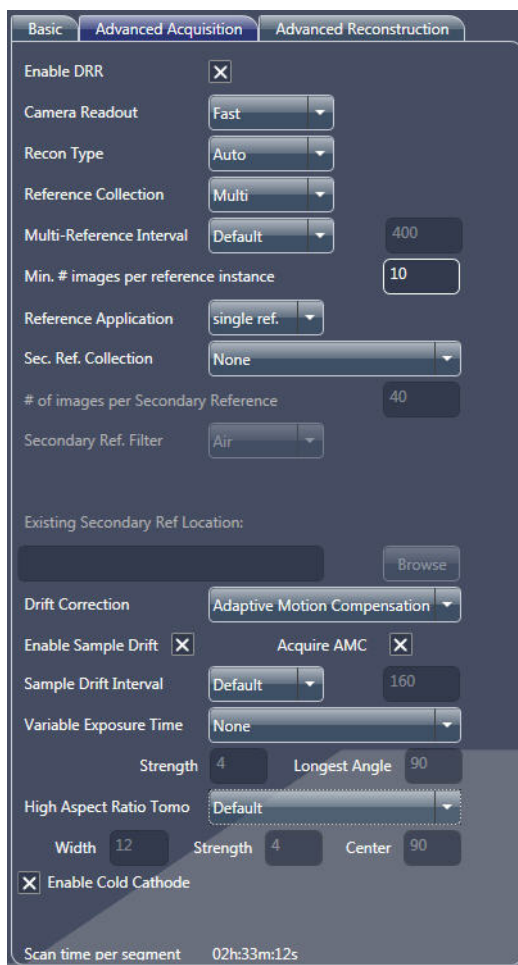 Basic Advanced Acquisition Advanced Reconstruction
Enable DRR
Camera Readout Fast
Recon Type Auto
Reference Collection Multi
Multi-Reference Interval Default 400
Min. # images per reference instance 10
Reference Application single ref.
Sec. Ref. Collection None
# of images per Secondary Reference 40
Secondary Ref. Filter Air
Existing Secondary Ref Location:
Browse
Drift Correction Adaptive Motion Compensation
Enable Sample Drift Acquire AMC
Sample Drift Interval Default 160
Variable Exposure Time None
Strength 4 Longest Angle 90
High Aspect Ratio Tomo Default
Width 12 Strength 4 Center 90
Enable Cold Cathode
Scan time per segment 02h:33m:12s